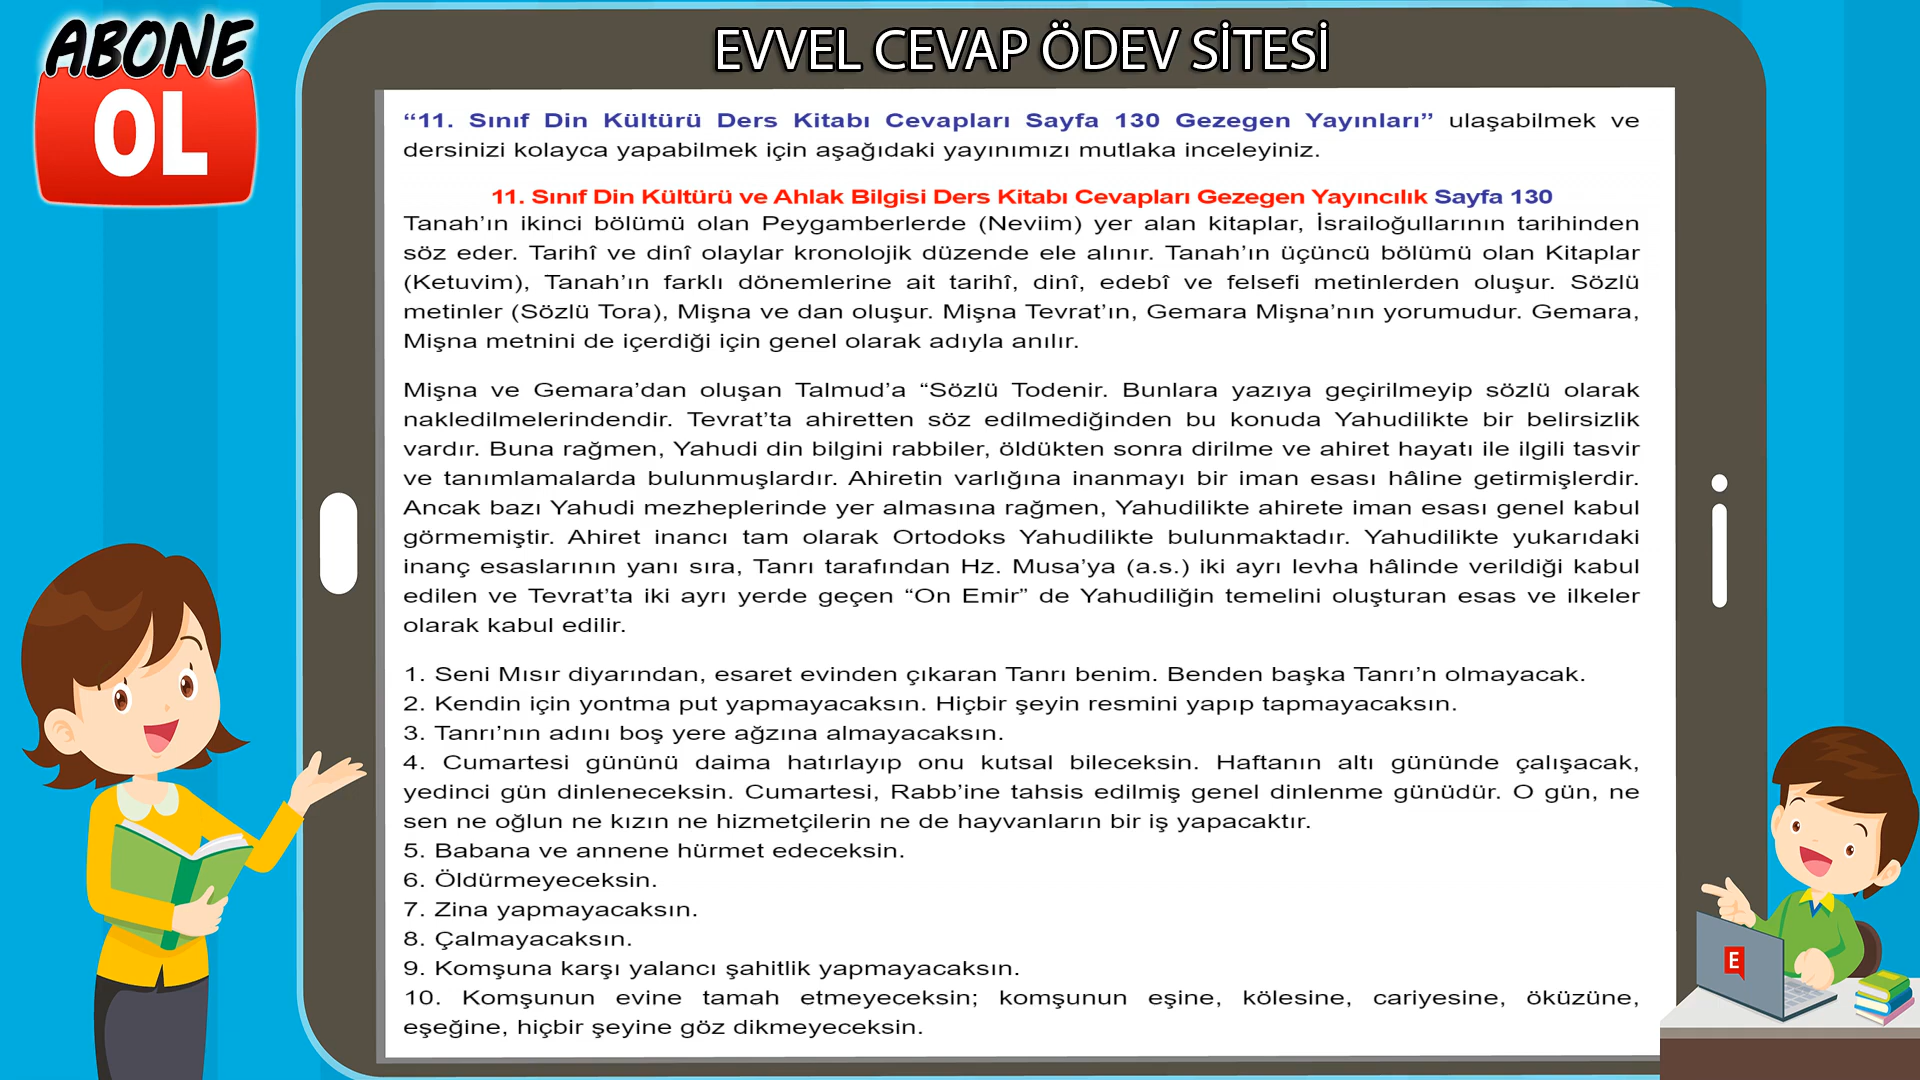 ABONE
OL
EVVEL CEVAP ÖDEV SİTESİ
“11. Sınıf Din Kültürü Ders Kitabı Cevapları Sayfa 130 Gezegen Yayınları” ulaşabilmek ve
dersinizi kolayca yapabilmek için aşağıdaki yayınımızı mutlaka inceleyiniz.
11. Sınıf Din Kültürü ve Ahlak Bilgisi Ders Kitabı Cevapları Gezegen Yayıncılık Sayfa 130
Tanah’ın ikinci bölümü olan Peygamberlerde (Neviim) yer alan kitaplar, İsrailoğullarının tarihinden
söz eder. Tarihî ve dinî olaylar kronolojik düzende ele alınır. Tanah’ın üçüncü bölümü olan Kitaplar
(Ketuvim), Tanah’ın farklı dönemlerine ait tarihî, dinî, edebî ve felsefi metinlerden oluşur. Sözlü
metinler (Sözlü Tora), Mişna ve dan oluşur. Mişna Tevrat’ın, Gemara Mişna’nın yorumudur. Gemara,
Mişna metnini de içerdiği için genel olarak adıyla anılır.
Mişna ve Gemara’dan oluşan Talmud’a “Sözlü Todenir. Bunlara yazıya geçirilmeyip sözlü olarak
nakledilmelerindendir. Tevrat’ta ahiretten söz edilmediğinden bu konuda Yahudilikte bir belirsizlik
vardır. Buna rağmen, Yahudi din bilgini rabbiler, öldükten sonra dirilme ve ahiret hayatı ile ilgili tasvir
ve tanımlamalarda bulunmuşlardır. Ahiretin varlığına inanmayı bir iman esası hâline getirmişlerdir.
Ancak bazı Yahudi mezheplerinde yer almasına rağmen, Yahudilikte ahirete iman esası genel kabul
görmemiştir. Ahiret inancı tam olarak Ortodoks Yahudilikte bulunmaktadır. Yahudilikte yukarıdaki
inanç esaslarının yanı sıra, Tanrı tarafından Hz. Musa’ya (a.s.) iki ayrı levha hâlinde verildiği kabul
edilen ve Tevrat’ta iki ayrı yerde geçen “On Emir” de Yahudiliğin temelini oluşturan esas ve ilkeler
olarak kabul edilir.
1. Seni Mısır diyarından, esaret evinden çıkaran Tanrı benim. Benden başka Tanrı’n olmayacak.
2. Kendin için yontma put yapmayacaksın. Hiçbir şeyin resmini yapıp tapmayacaksın.
3. Tanrı’nın adını boş yere ağzına almayacaksın.
4. Cumartesi gününü daima hatırlayıp onu kutsal bileceksin. Haftanın altı gününde çalışacak,
yedinci gün dinleneceksin. Cumartesi, Rabb’ine tahsis edilmiş genel dinlenme günüdür. O gün, ne
sen ne oğlun ne kızın ne hizmetçilerin ne de hayvanların bir iş yapacaktır.
5. Babana ve annene hürmet edeceksin.
6. Öldürmeyeceksin.
7. Zina yapmayacaksın.
8. Çalmayacaksın.
9. Komşuna karşı yalancı şahitlik yapmayacaksın.
10. Komşunun evine tamah etmeyeceksin; komşunun eşine, kölesine, cariyesine, öküzüne,
eşeğine, hiçbir şeyine göz dikmeyeceksin.
E